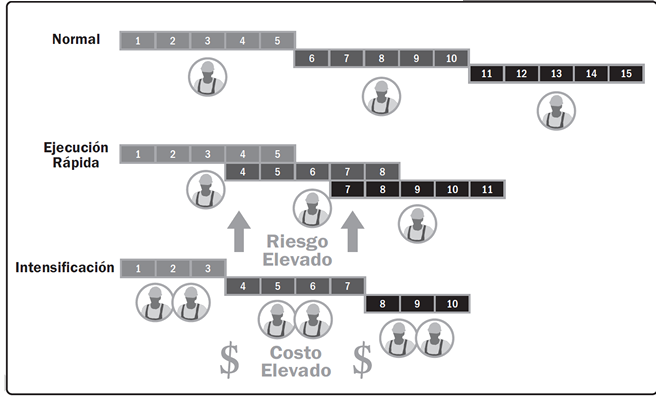 Normal
1 2 3 4 5
6 7 8 9 10
11 12 13 14 15
Ejecución
Rápida
1 2 3 4 5
4 5 6 7 8
7 8 9 10 11
Riesgo
Elevado
Intensificación
1 2 3
4 5 6 7
8 9 10
$ Costo $
Elevado